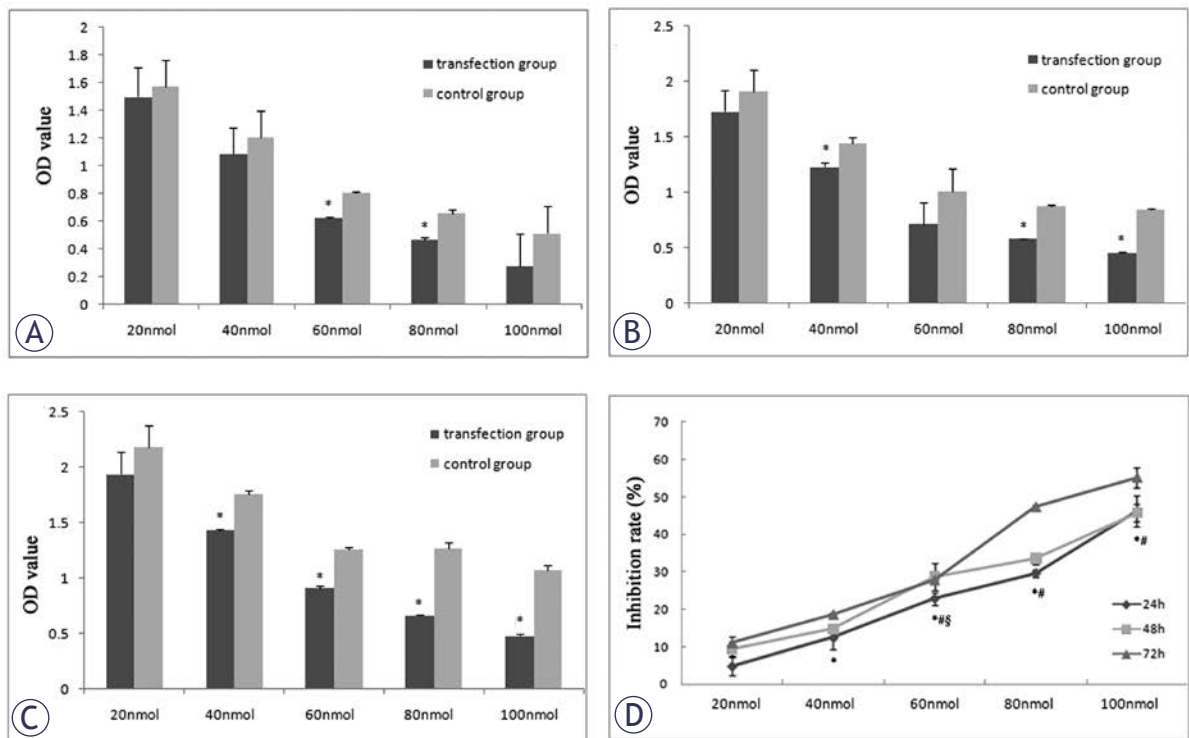 2
1.8
1.6
1.4
1.2
1
0.8
0.6
0.4
0.2
0
OD value
transfection group
control group
*
*
20nmol 40nmol 60nmol 80nmol 100nmol
A
2.5
2
1.5
1
0.5
0
OD value
transfection group
control group
*
*
*
20nmol 40nmol 60nmol 80nmol 100nmol
B
2.5
2
1.5
1
0.5
0
OD value
transfection group
control group
*
*
*
*
20nmol 40nmol 60nmol 80nmol 100nmol
C
70
60
50
40
30
20
10
0
Inhibition rate (%)
*
*#§
*#
*#
24h
48h
72h
20nmol 40nmol 60nmol 80nmol 100nmol
D